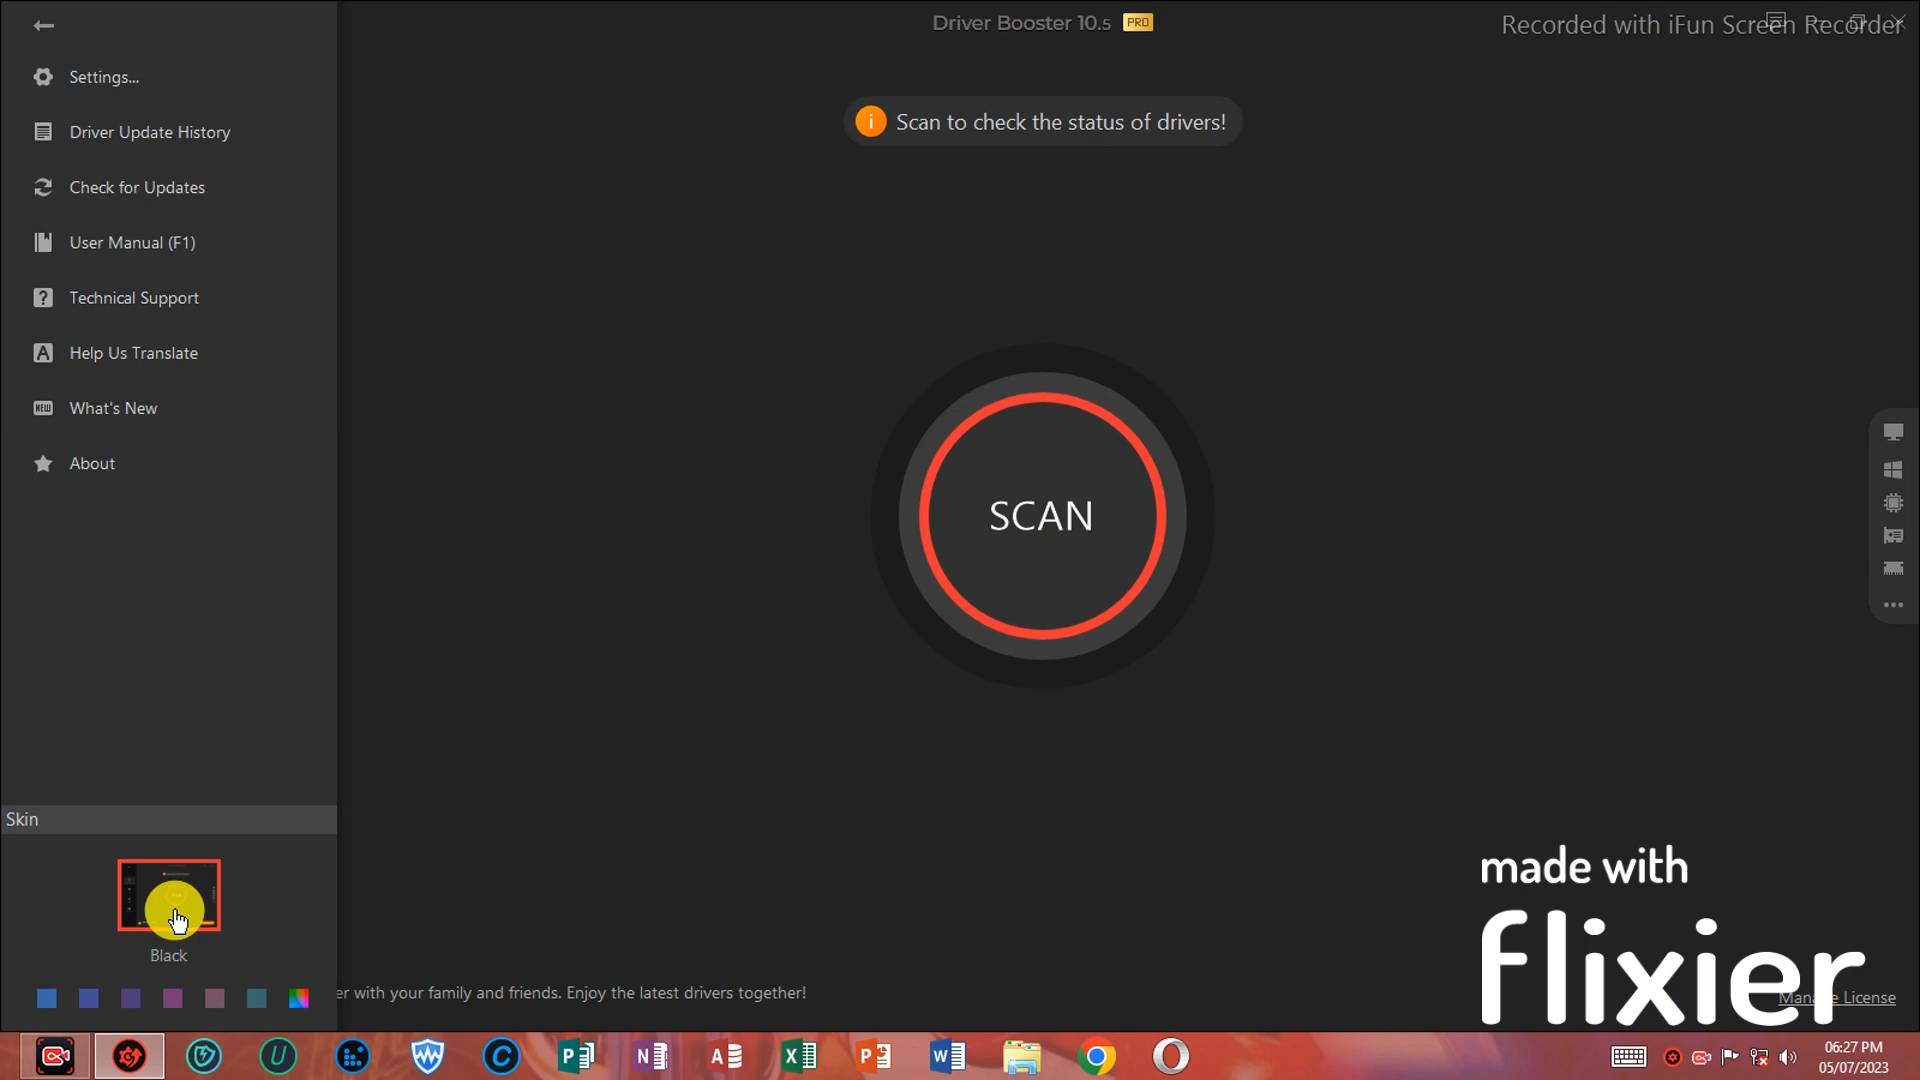 Driver Booster 10.5 PRO
Recorded with iFun Screen Recorder
Settings...
Driver Update History
Check for Updates
User Manual (F1)
Technical Support
Help Us Translate
What's New
About
Scan to check the status of drivers!
SCAN
Skin
Black
er with your family and friends. Enjoy the latest drivers together!
made with
flixier
Manage License
06:27 PM
05/07/2023